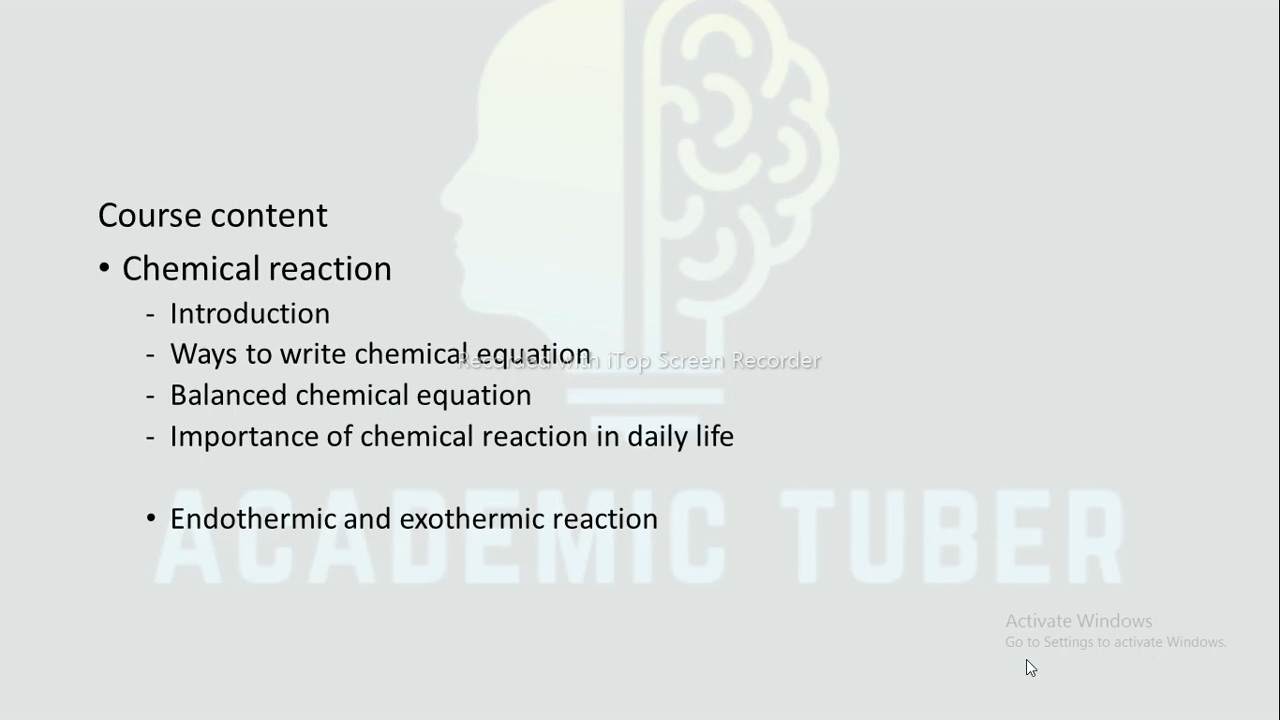 Course content
• Chemical reaction
- Introduction
- Ways to write chemical equation
Recorded with iTop Screen Recorder
- Balanced chemical equation
- Importance of chemical reaction in daily life
• Endothermic and exothermic reaction
ACADEMIC TUBER
Activate Windows
Go to Settings to activate Windows.